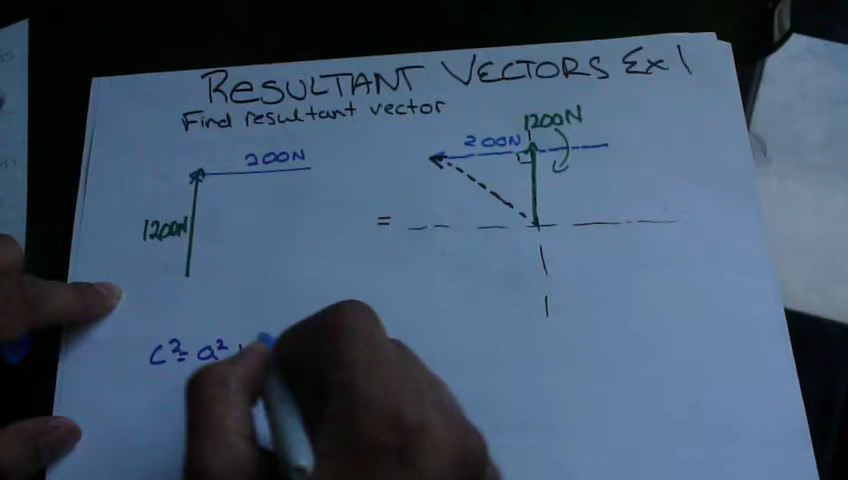 RESULTANT VECTORS Ex 1
Find resultant vector
1200N
200N
200N
1200N
=
c²= a²